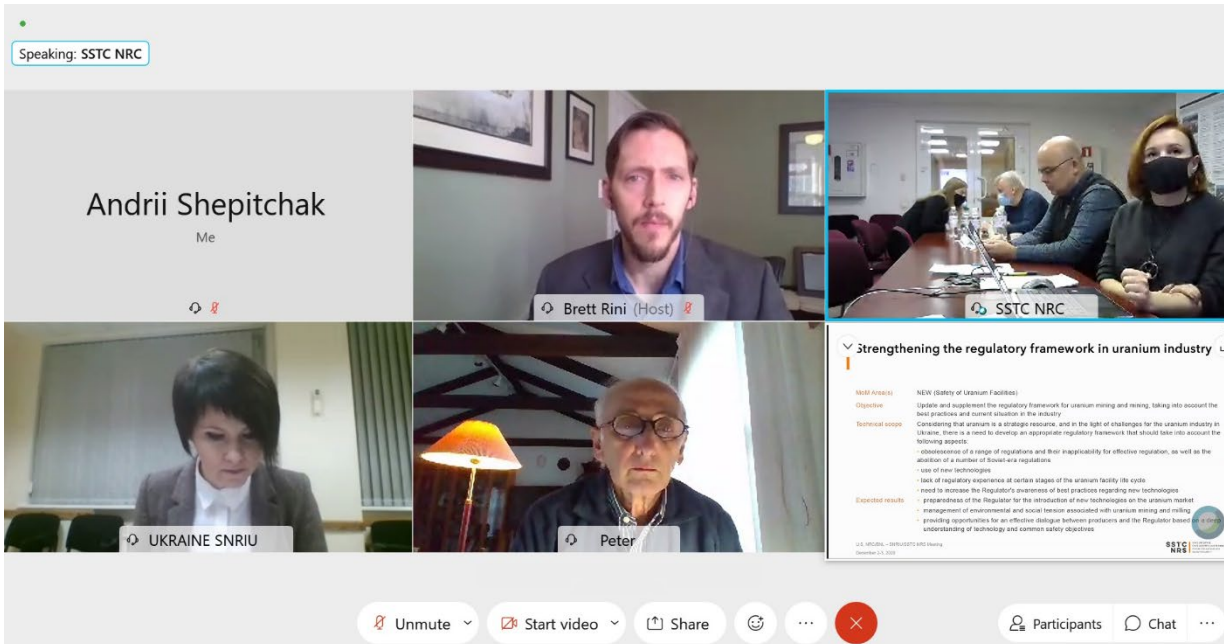 Speaking: SSTC NRC
Andrii Shepitchak
Me
Brett Rini (Host)
SSTC NRC
UKRAINE SNRIU
Peter
Strengthening the regulatory framework in uranium industry
MoM Area(s) NEW (Safety of Uranium Facilities)
Objective Update and supplement the regulatory framework for uranium mining and mining, taking into account the
best practices and current situation in the industry
Technical scope Considering that uranium is a strategic resource, and in the light of challenges for the uranium industry in
Ukraine, there is a need to develop an appropriate regulatory framework that should take into account the
following aspects:
• obsolescence of a range of regulations and their inapplicability for effective regulation, as well as the
abolition of a number of Soviet-era regulations
• use of new technologies
• lack of regulatory experience at certain stages of the uranium facility life cycle
• need to increase the Regulator's awareness of best practices regarding new technologies
Expected results • preparedness of the Regulator for the introduction of new technologies on the uranium market
• management of environmental and social tension associated with uranium mining and milling
• providing opportunities for an effective dialogue between producers and the Regulator based on a deep
understanding of technology and common safety objectives
SSTC
NRS
Unmute
Start video
Share
Participants
Chat